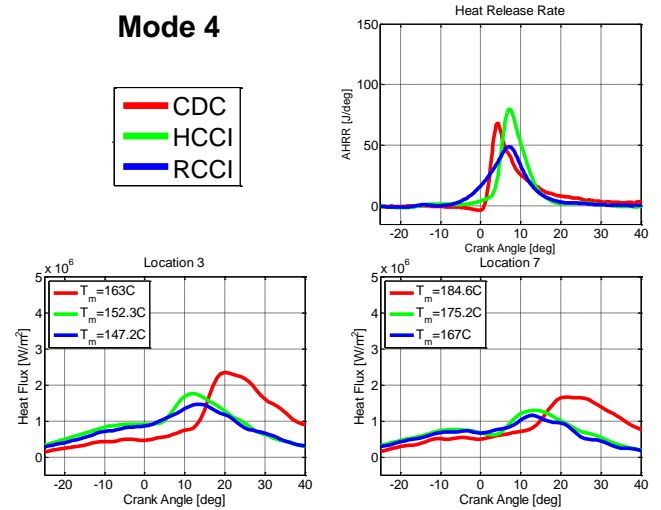 Mode 4
CDC
HCCI
RCCI
Heat Release Rate
AHRR [J/deg]
150
100
50
0
-20 -10 0 10 20 30 40
Crank Angle [deg]
Location 3
x 10^6
Heat Flux [W/m²]
5
4
3
2
1
0
T_m=163C
T_m=152.3C
T_m=147.2C
-20 -10 0 10 20 30 40
Crank Angle [deg]
Location 7
x 10^6
Heat Flux [W/m²]
5
4
3
2
1
0
T_m=184.6C
T_m=175.2C
T_m=167C
-20 -10 0 10 20 30 40
Crank Angle [deg]